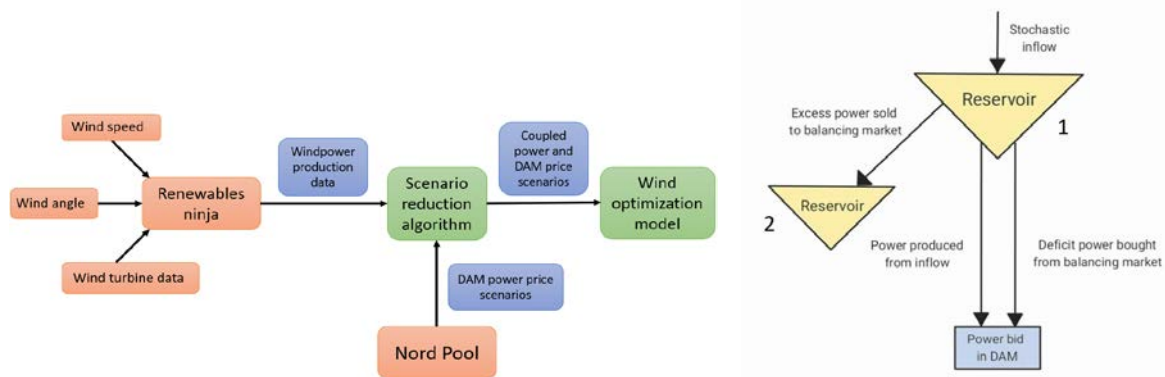 Wind speed
Wind angle
Wind turbine data
Renewables
ninja
Windpower
production
data
Scenario
reduction
algorithm
Coupled
power and
DAM price
scenarios
Wind
optimization
model
DAM power price
scenarios
Nord Pool
Stochastic
inflow
Reservoir
1
Excess power sold
to balancing market
Reservoir
2
Power produced
from inflow
Deficit power bought
from balancing market
Power bid
in DAM